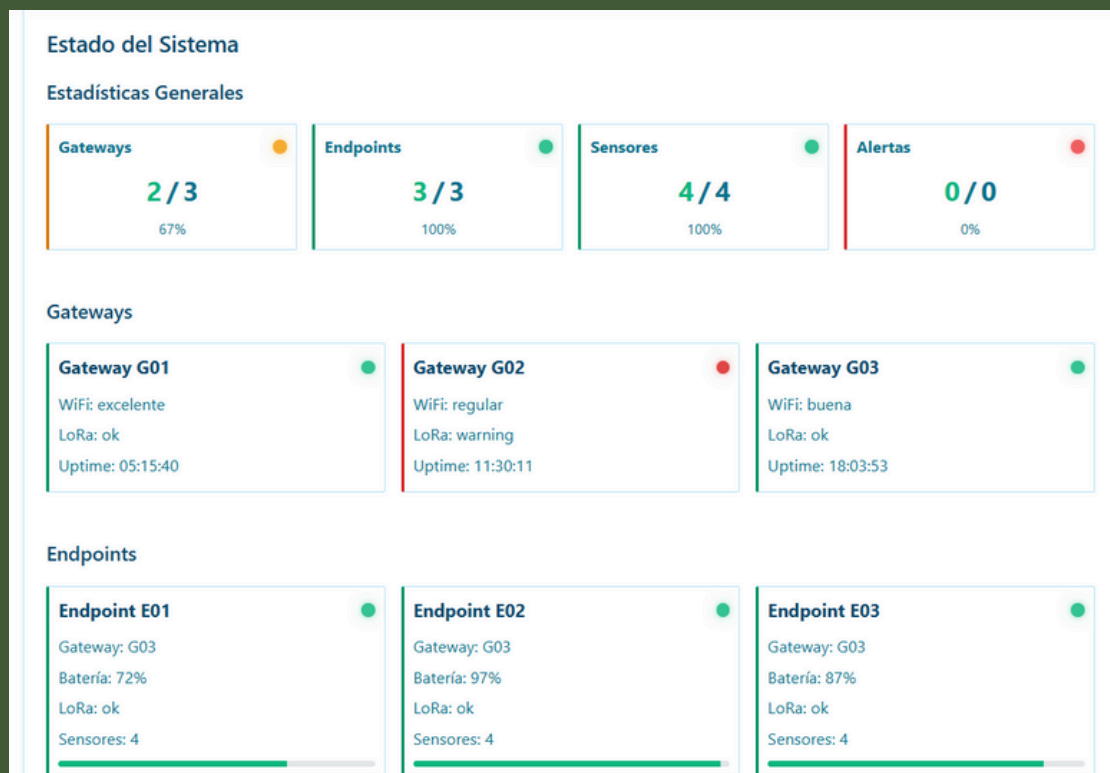 Estado del Sistema
Estadísticas Generales
Gateways
2/3
67%
Endpoints
3/3
100%
Sensores
4/4
100%
Alertas
0/0
0%
Gateways
Gateway G01
WiFi: excelente
LoRa: ok
Uptime: 05:15:40
Gateway G02
WiFi: regular
LoRa: warning
Uptime: 11:30:11
Gateway G03
WiFi: buena
LoRa: ok
Uptime: 18:03:53
Endpoints
Endpoint E01
Gateway: G03
Batería: 72%
LoRa: ok
Sensores: 4
Endpoint E02
Gateway: G03
Batería: 97%
LoRa: ok
Sensores: 4
Endpoint E03
Gateway: G03
Batería: 87%
LoRa: ok
Sensores: 4